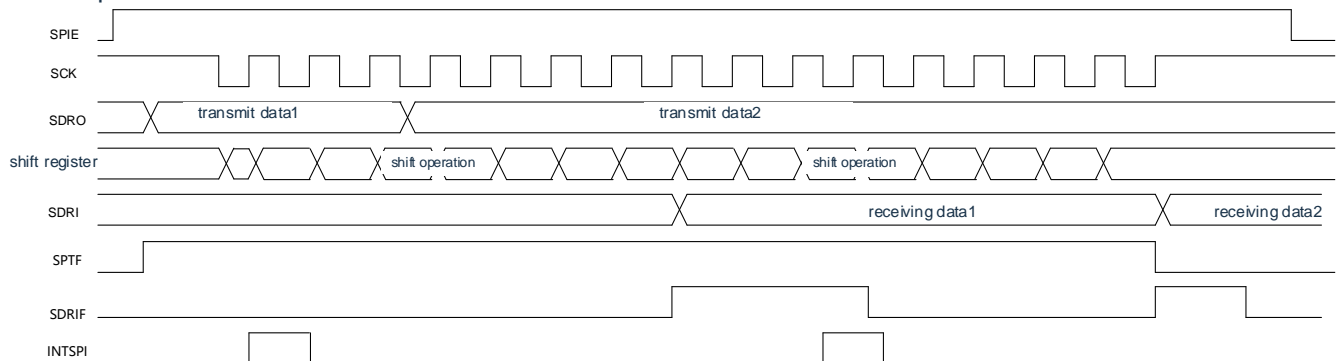 SPIE
SCK
SDRO transmit data1 transmit data2
shift register shift operation shift operation
SDRI receiving data1 receiving data2
SPTF
SDRIF
INTSPI